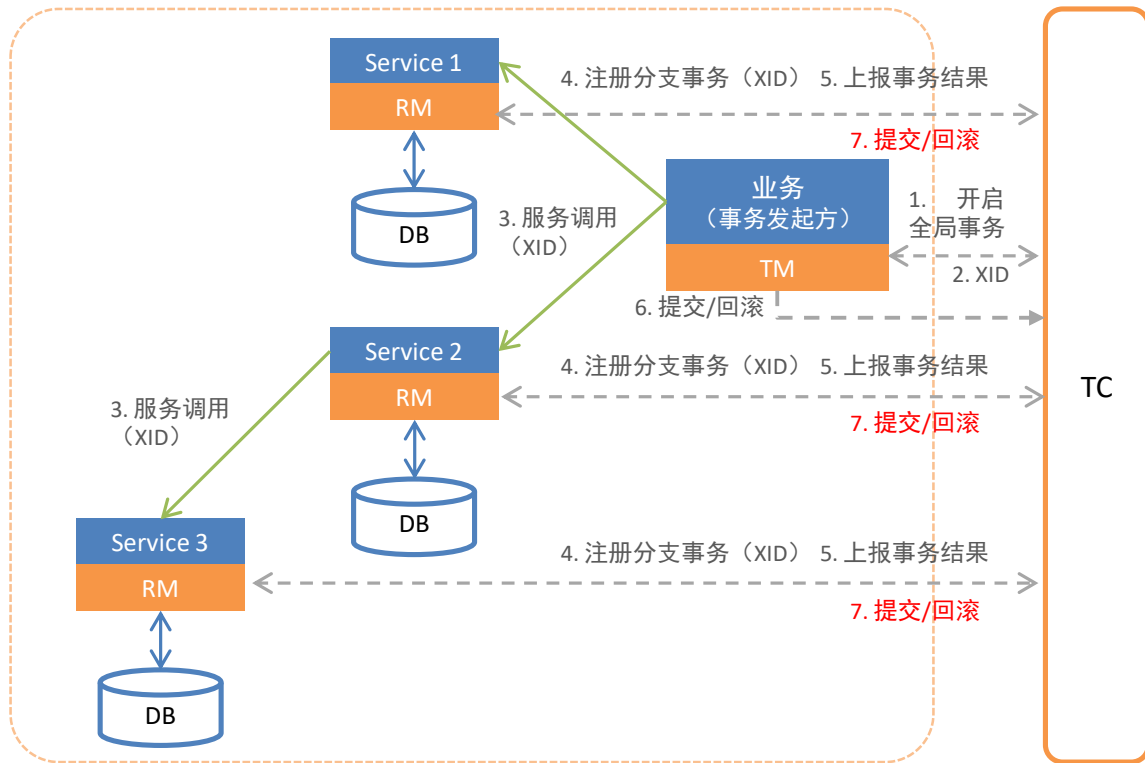 Service 1
RM
DB
4. 注册分支事务（XID） 5. 上报事务结果
7. 提交/回滚
业务
（事务发起方）
TM
1. 开启
全局事务
2. XID
3. 服务调用
（XID）
6. 提交/回滚
Service 2
RM
DB
4. 注册分支事务（XID） 5. 上报事务结果
7. 提交/回滚
TC
3. 服务调用
（XID）
Service 3
RM
DB
4. 注册分支事务（XID） 5. 上报事务结果
7. 提交/回滚